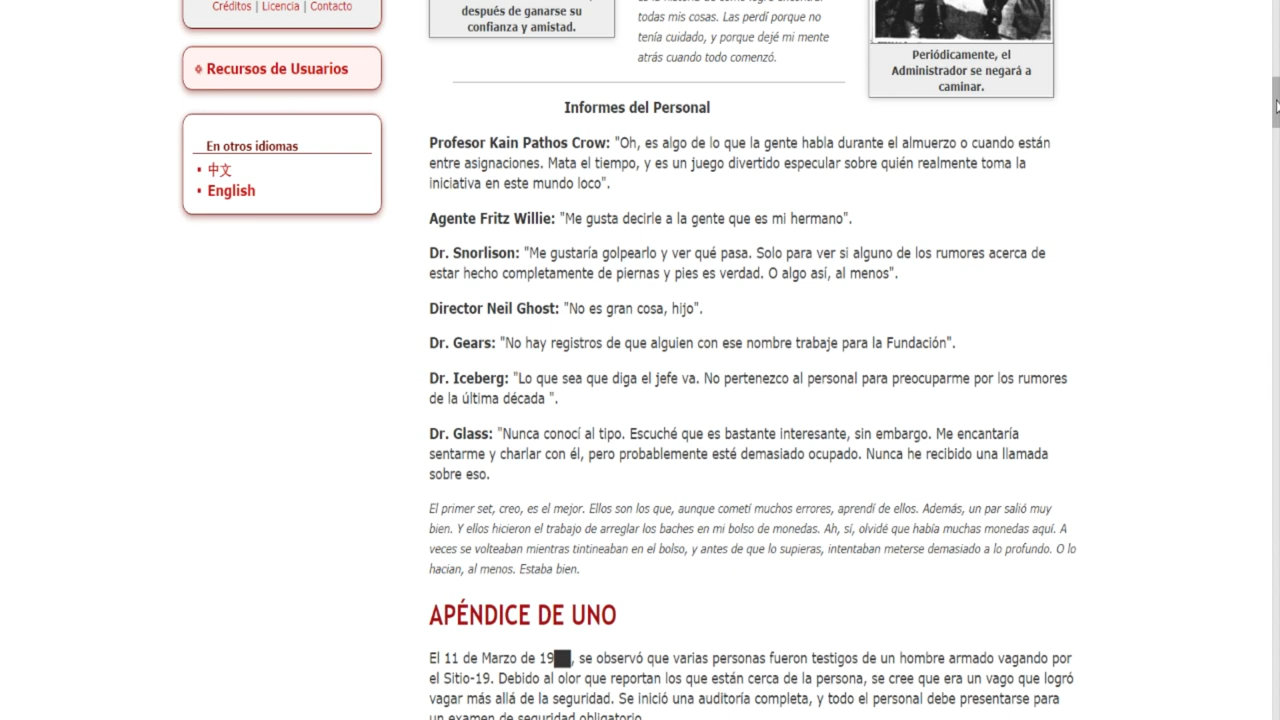 Créditos | Licencia | Contacto
Recursos de Usuarios
En otros idiomas
中文
English
después de ganarse su
confianza y amistad.
todas mis cosas. Las perdí porque no
tenía cuidado, y porque dejé mi mente
atrás cuando todo comenzó.
Periódicamente, el
Administrador se negará a
caminar.
Informes del Personal
Profesor Kain Pathos Crow: "Oh, es algo de lo que la gente habla durante el almuerzo o cuando están
entre asignaciones. Mata el tiempo, y es un juego divertido especular sobre quién realmente toma la
iniciativa en este mundo loco".
Agente Fritz Willie: "Me gusta decirle a la gente que es mi hermano".
Dr. Snorlison: "Me gustaría golpearlo y ver qué pasa. Solo para ver si alguno de los rumores acerca de
estar hecho completamente de piernas y pies es verdad. O algo así, al menos".
Director Neil Ghost: "No es gran cosa, hijo".
Dr. Gears: "No hay registros de que alguien con ese nombre trabaje para la Fundación".
Dr. Iceberg: "Lo que sea que diga el jefe va. No pertenezco al personal para preocuparme por los rumores
de la última década ".
Dr. Glass: "Nunca conocí al tipo. Escuché que es bastante interesante, sin embargo. Me encantaría
sentarme y charlar con él, pero probablemente esté demasiado ocupado. Nunca he recibido una llamada
sobre eso.
El primer set, creo, es el mejor. Ellos son los que, aunque cometí muchos errores, aprendí de ellos. Además, un par salió muy
bien. Y ellos hicieron el trabajo de arreglar los baches en mi bolso de monedas. Ah, sí, olvidé que había muchas monedas aquí. A
veces se volteaban mientras tintineaban en el bolso, y antes de que lo supieras, intentaban meterse demasiado a lo profundo. O lo
hacian, al menos. Estaba bien.
APÉNDICE DE UNO
El 11 de Marzo de 19██, se observó que varias personas fueron testigos de un hombre armado vagando por
el Sitio-19. Debido al olor que reportan los que están cerca de la persona, se cree que era un vago que logró
vagar más allá de la seguridad. Se inició una auditoría completa, y todo el personal debe presentarse para
un examen de seguridad obligatorio.